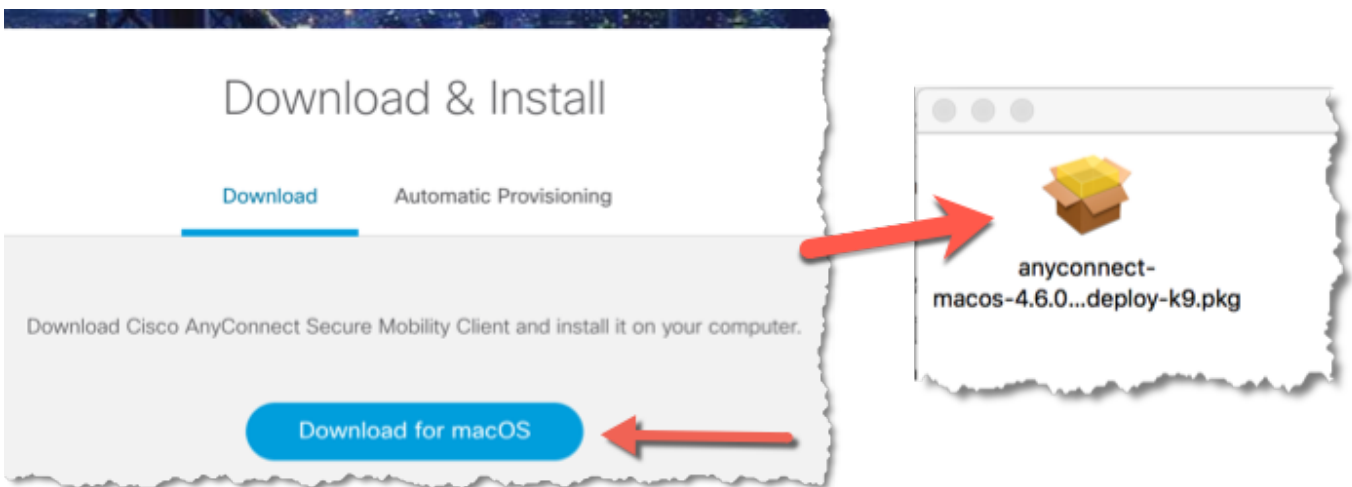 Download & Install
Download Automatic Provisioning
Download Cisco AnyConnect Secure Mobility Client and install it on your computer.
Download for macOS
anyconnect-
macos-4.6.0...deploy-k9.pkg